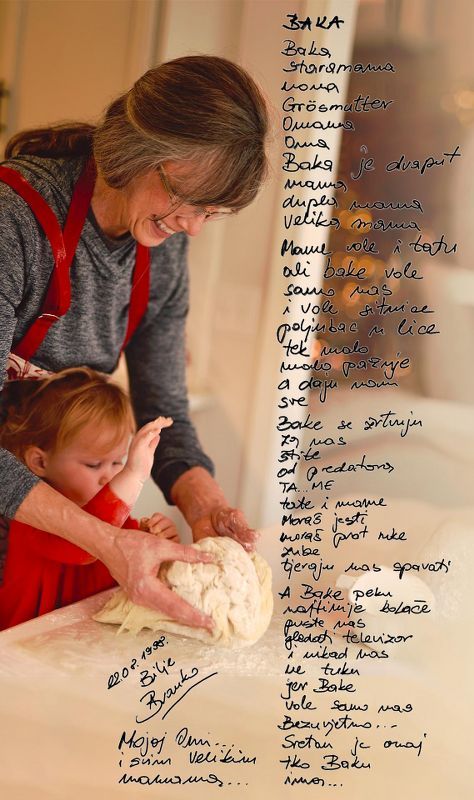 BAKA
Baka
staramama
nona
Grösmutter
Omama
Oma
Baka je dvaput
mama
dupla mama
Velika mama
Mame vole i tatu
ali bake vole
samo nas
i vole sitnice
poljubac u lice
tek malo
malo pažnje
a daju nam
sve
Bake se žrtvuju
za nas
štite
od predatora,
TA...ME
tate i mame
Moraš jesti
moraš prat ruke
zube
tjeraju nas spavati
A Bake peku
najfinije kolače
puste nas
gledati televizor
i nikad nas
ne tuku
jer Bake
vole samo nas
Bezuvjetno...
Sretan je onaj
tko Baku
ima...
22.08.1998
Bilje
Branko
Mojoj Omi...
i svim velikim
mamama...